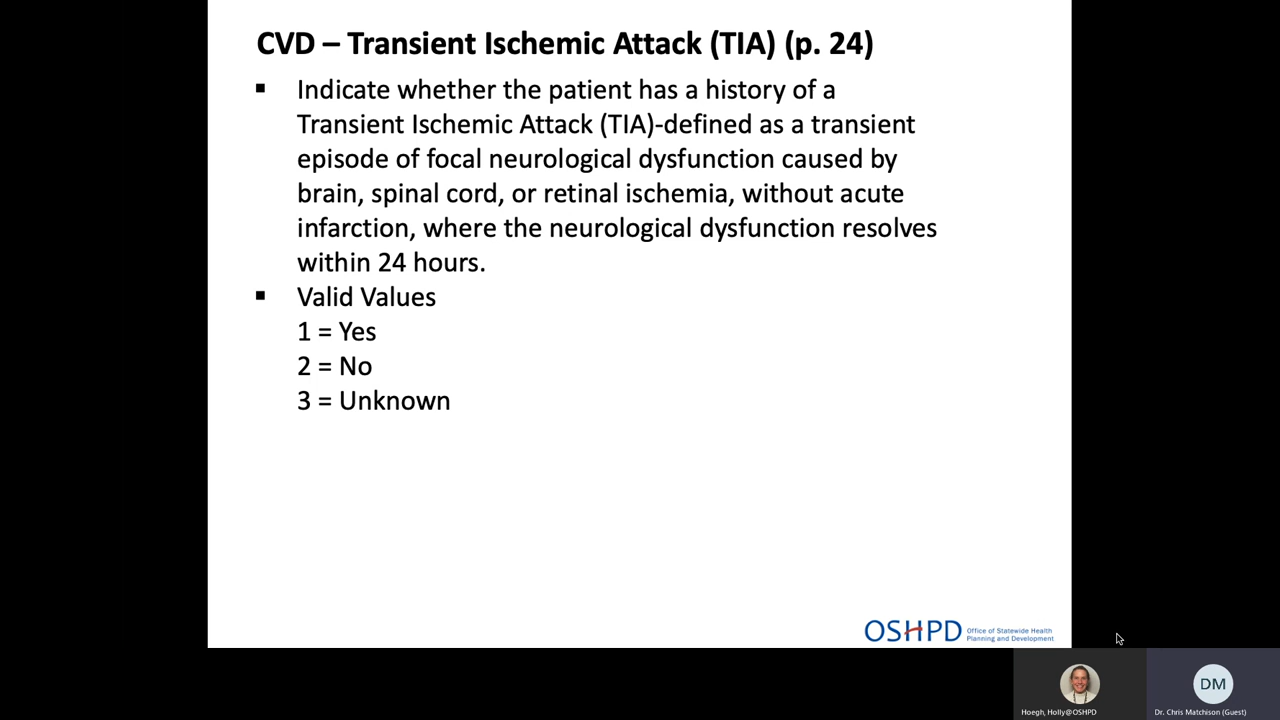 CVD – Transient Ischemic Attack (TIA) (p. 24)
▪ Indicate whether the patient has a history of a
Transient Ischemic Attack (TIA)-defined as a transient
episode of focal neurological dysfunction caused by
brain, spinal cord, or retinal ischemia, without acute
infarction, where the neurological dysfunction resolves
within 24 hours.
▪ Valid Values
1 = Yes
2 = No
3 = Unknown
OSHPD
Office of Statewide Health
Planning and Development
DM
Hoegh, Holly@OSHPD
Dr. Chris Matchison (Guest)